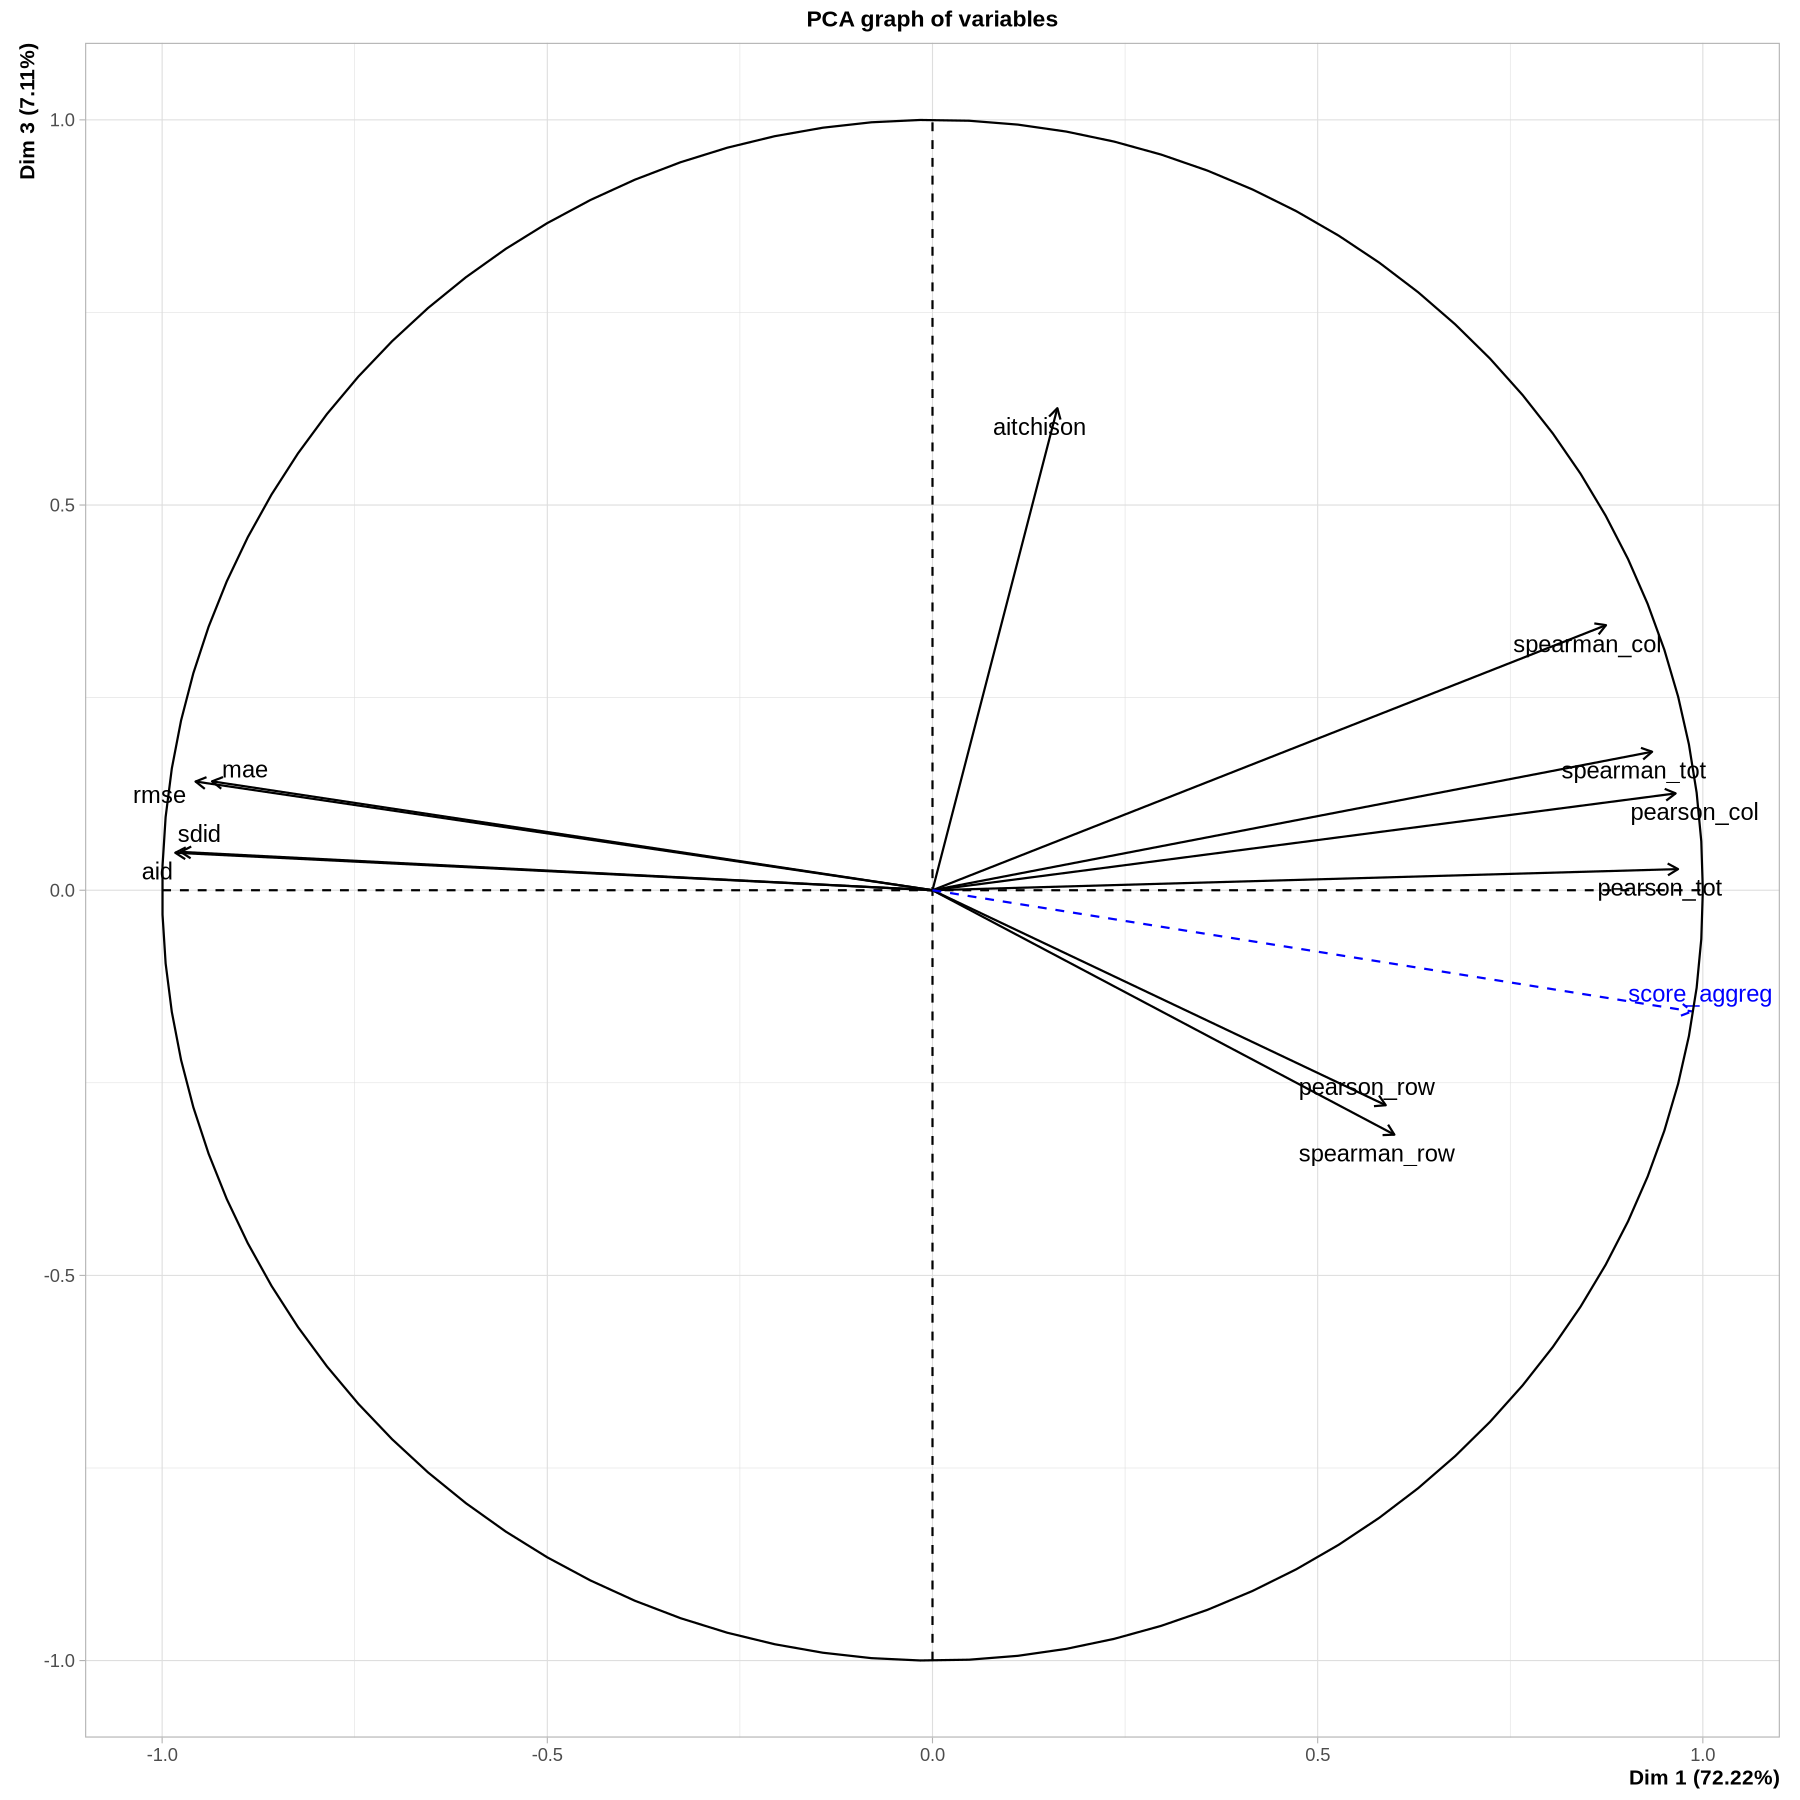 PCA graph of variables
Dim 3 (7.11%)
1.0
0.5
0.0
-0.5
-1.0
aitchison
spearman_col
spearman_tot
pearson_col
pearson_tot
score_aggreg
pearson_row
spearman_row
mae
rmse
sdid
aid
-1.0
-0.5
0.0
0.5
1.0
Dim 1 (72.22%)